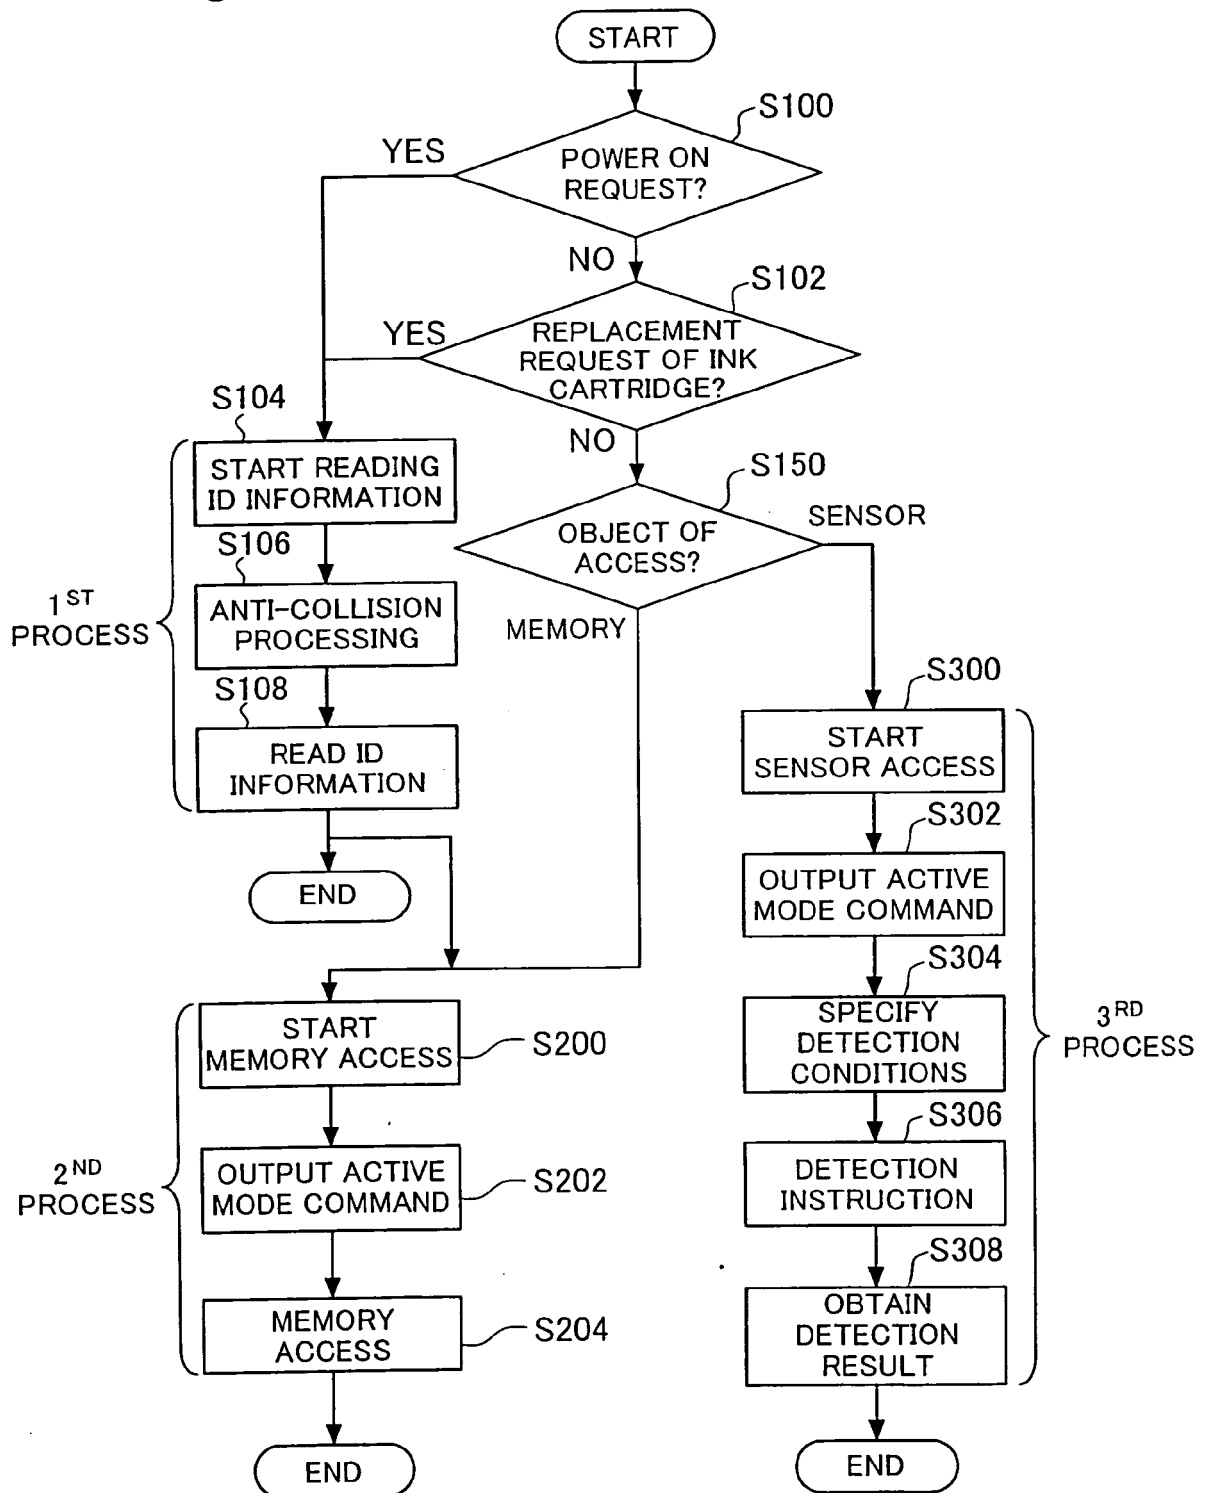 START
S100
YES
POWER ON
REQUEST?
NO
S102
YES
REPLACEMENT
REQUEST OF INK
CARTRIDGE?
S104
NO
S150
START READING
ID INFORMATION
SENSOR
OBJECT OF
ACCESS?
S106
1ST
PROCESS
ANTI-COLLISION
PROCESSING
MEMORY
S108
S300
READ ID
INFORMATION
START
SENSOR ACCESS
S302
END
OUTPUT ACTIVE
MODE COMMAND
S304
START
MEMORY ACCESS
S200
SPECIFY
DETECTION
CONDITIONS
3RD
PROCESS
S306
2ND
PROCESS
OUTPUT ACTIVE
MODE COMMAND
S202
DETECTION
INSTRUCTION
S308
MEMORY
ACCESS
S204
OBTAIN
DETECTION
RESULT
END
END